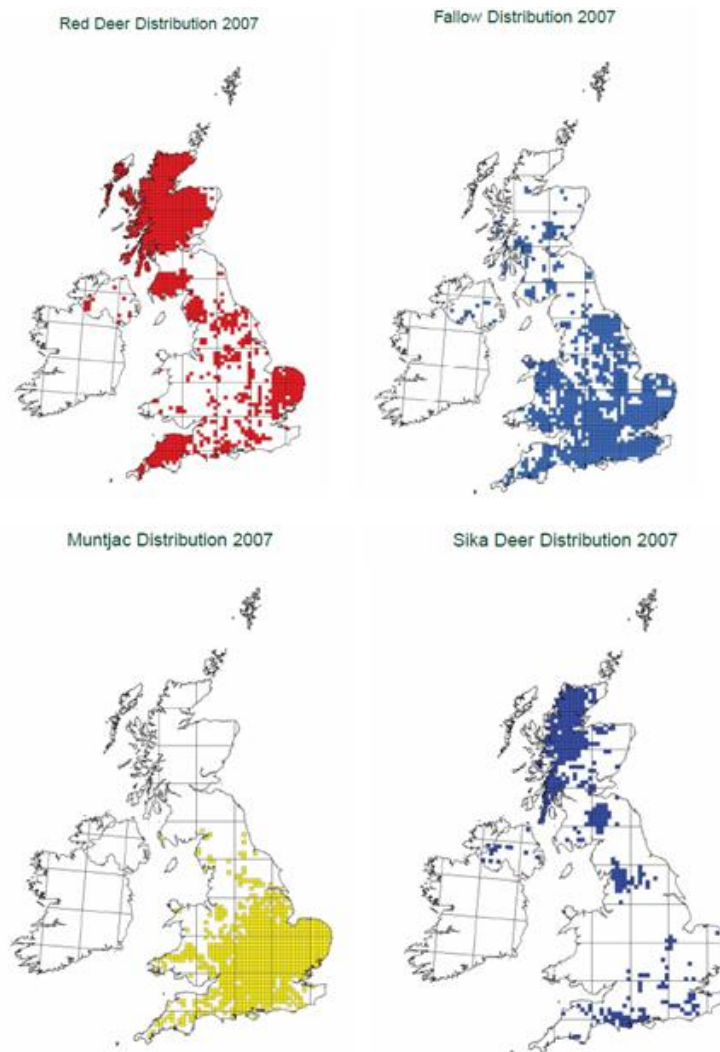 Red Deer Distribution 2007
Fallow Distribution 2007
Muntjac Distribution 2007
Sika Deer Distribution 2007